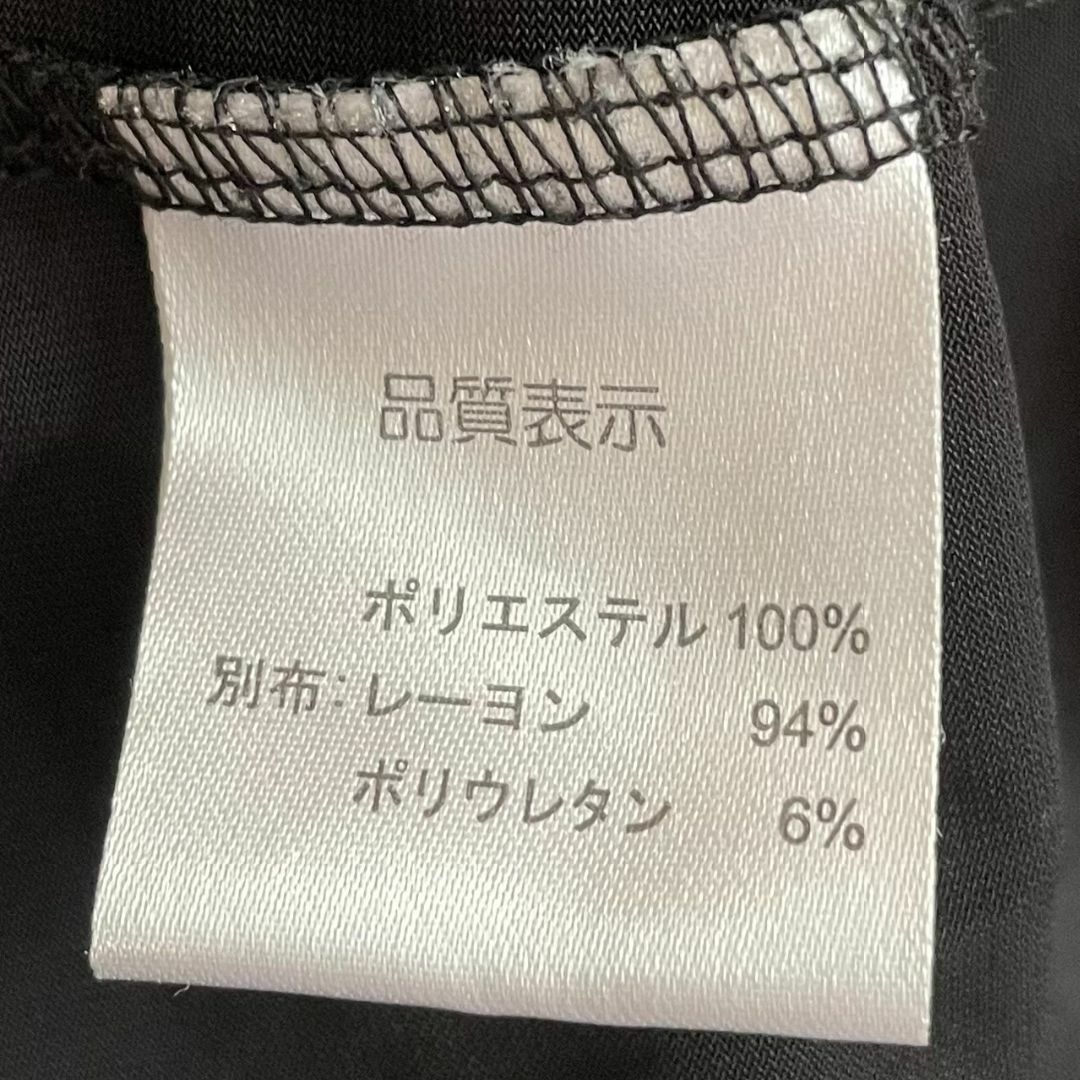 品質表示
ポリエステル 100%
別布:レーヨン 94%
ポリウレタン 6%